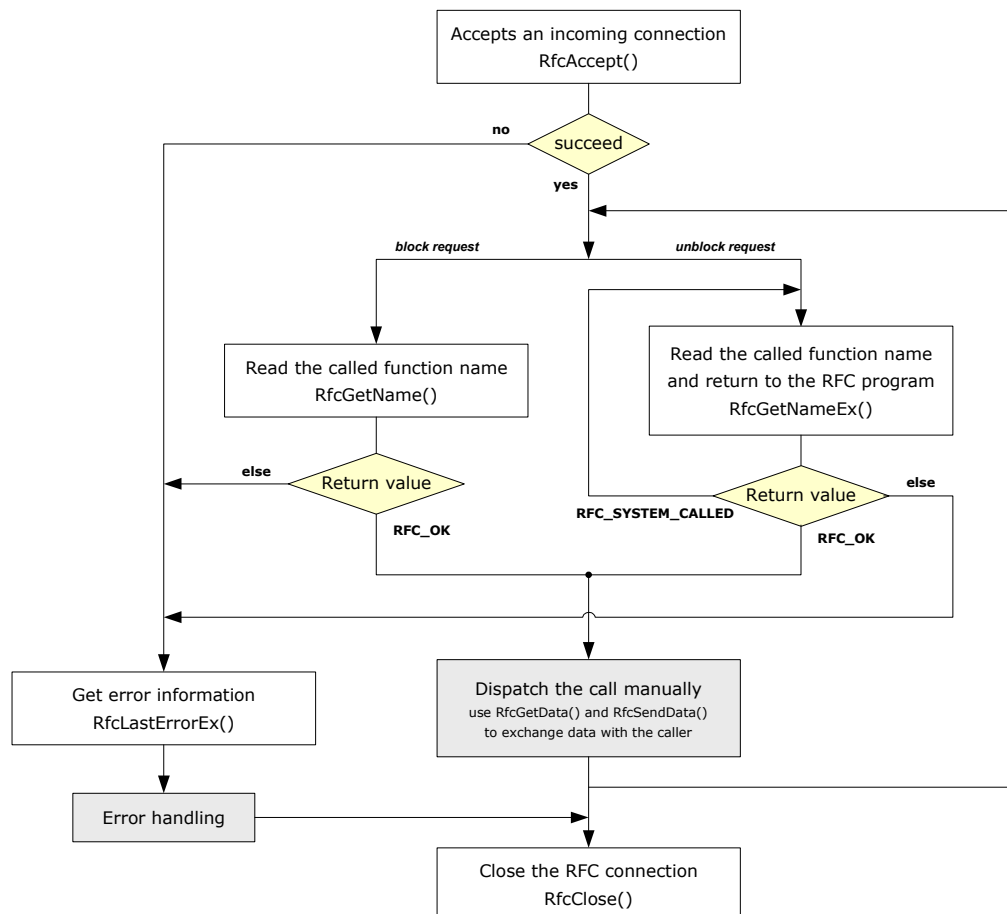 Accepts an incoming connection
RfcAccept()
no
succeed
yes
block request
unblock request
Read the called function name
RfcGetName()
Read the called function name
and return to the RFC program
RfcGetNameEx()
else
Return value
Return value
else
RFC_SYSTEM_CALLED
RFC_OK
RFC_OK
Get error information
RfcLastErrorEx()
Dispatch the call manually
use RfcGetData() and RfcSendData()
to exchange data with the caller
Error handling
Close the RFC connection
RfcClose()